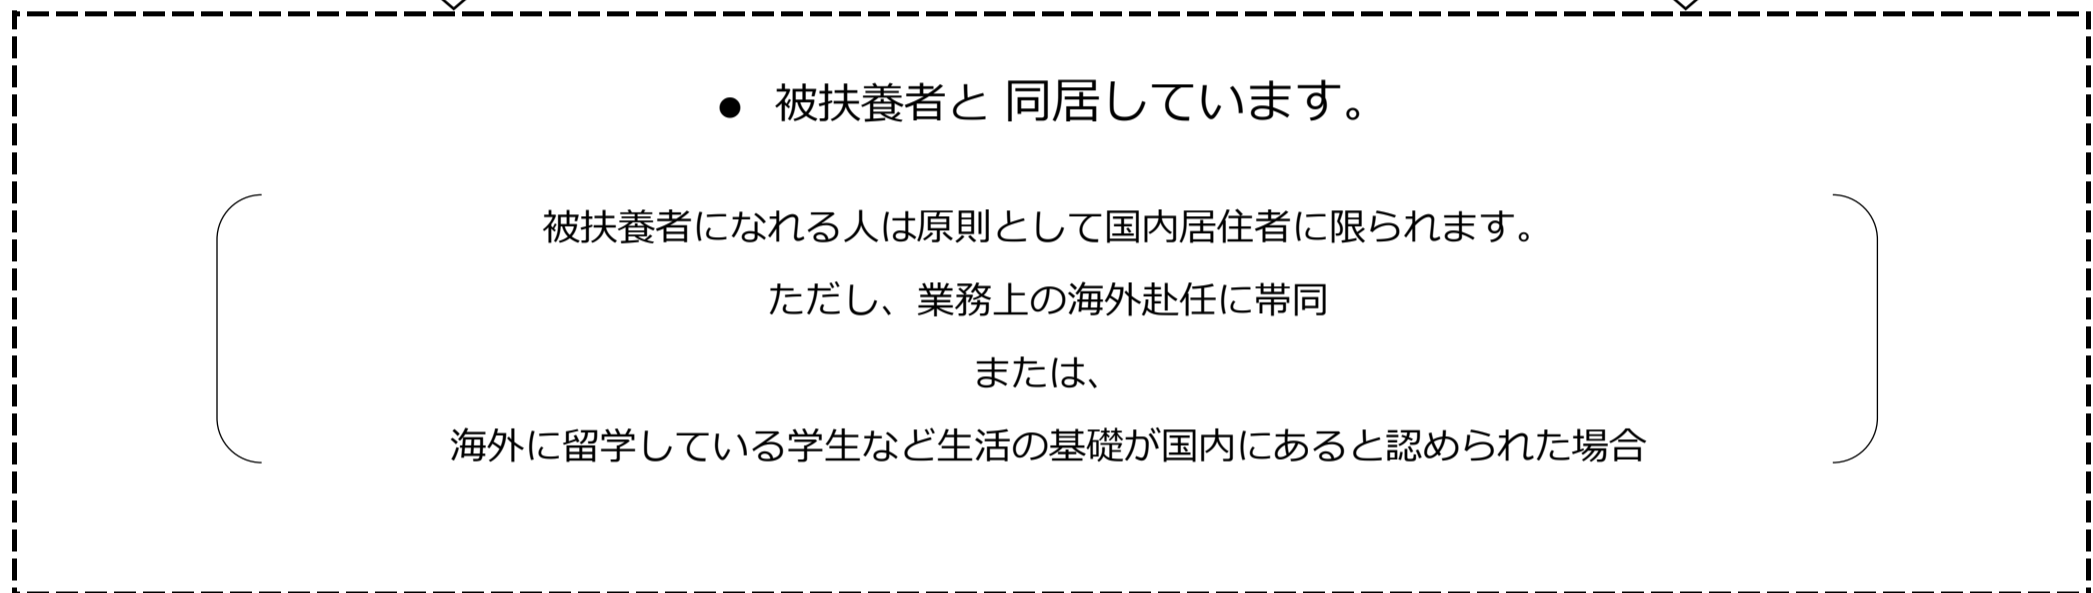 ● 被扶養者と 同居しています。
被扶養者になれる人は原則として国内居住者に限られます。
ただし、業務上の海外赴任に帯同
または、
海外に留学している学生など生活の基礎が国内にあると認められた場合